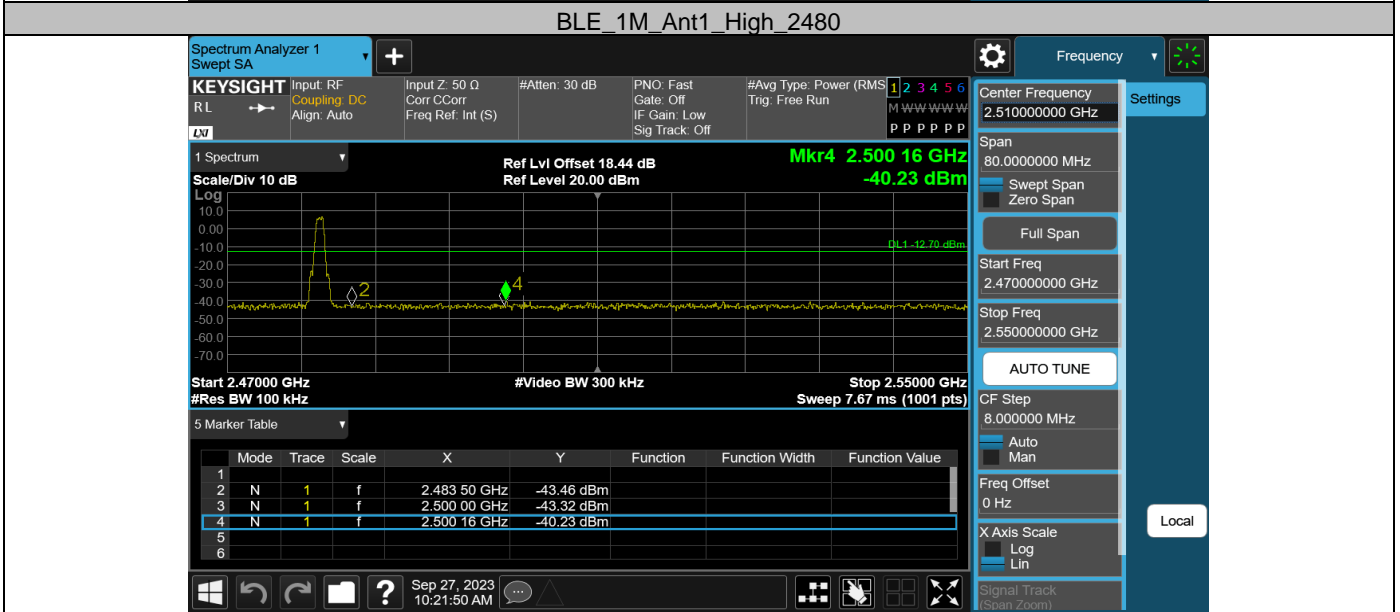 BLE_1M_Ant1_High_2480
Spectrum Analyzer 1
Swept SA
+
Frequency
KEYSIGHT
RL
LXI
Input: RF
Coupling: DC
Align: Auto
Input Z: 50 Ω
Corr CCorr
Freq Ref: Int (S)
#Atten: 30 dB
PNO: Fast
Gate: Off
IF Gain: Low
Sig Track: Off
#Avg Type: Power (RMS
Trig: Free Run
1 2 3 4 5 6
M W W W W W
P P P P P P
1 Spectrum
Scale/Div 10 dB
Ref Lvl Offset 18.44 dB
Ref Level 20.00 dBm
Mkr4 2.500 16 GHz
-40.23 dBm
Log
10.0
0.00
-10.0
-20.0
-30.0
-40.0
-50.0
-60.0
-70.0
DL1 -12.70 dBm
2
4
Start 2.47000 GHz
#Video BW 300 kHz
Stop 2.55000 GHz
#Res BW 100 kHz
Sweep 7.67 ms (1001 pts)
5 Marker Table
Mode Trace Scale X Y Function Function Width Function Value
1
2 N 1 f 2.483 50 GHz -43.46 dBm
3 N 1 f 2.500 00 GHz -43.32 dBm
4 N 1 f 2.500 16 GHz -40.23 dBm
5
6
?
Sep 27, 2023
10:21:50 AM
Center Frequency
2.510000000 GHz
Settings
Span
80.0000000 MHz
Swept Span
Zero Span
Full Span
Start Freq
2.470000000 GHz
Stop Freq
2.550000000 GHz
AUTO TUNE
CF Step
8.000000 MHz
Auto
Man
Freq Offset
0 Hz
Local
X Axis Scale
Log
Lin
Signal Track
(Span Zoom)